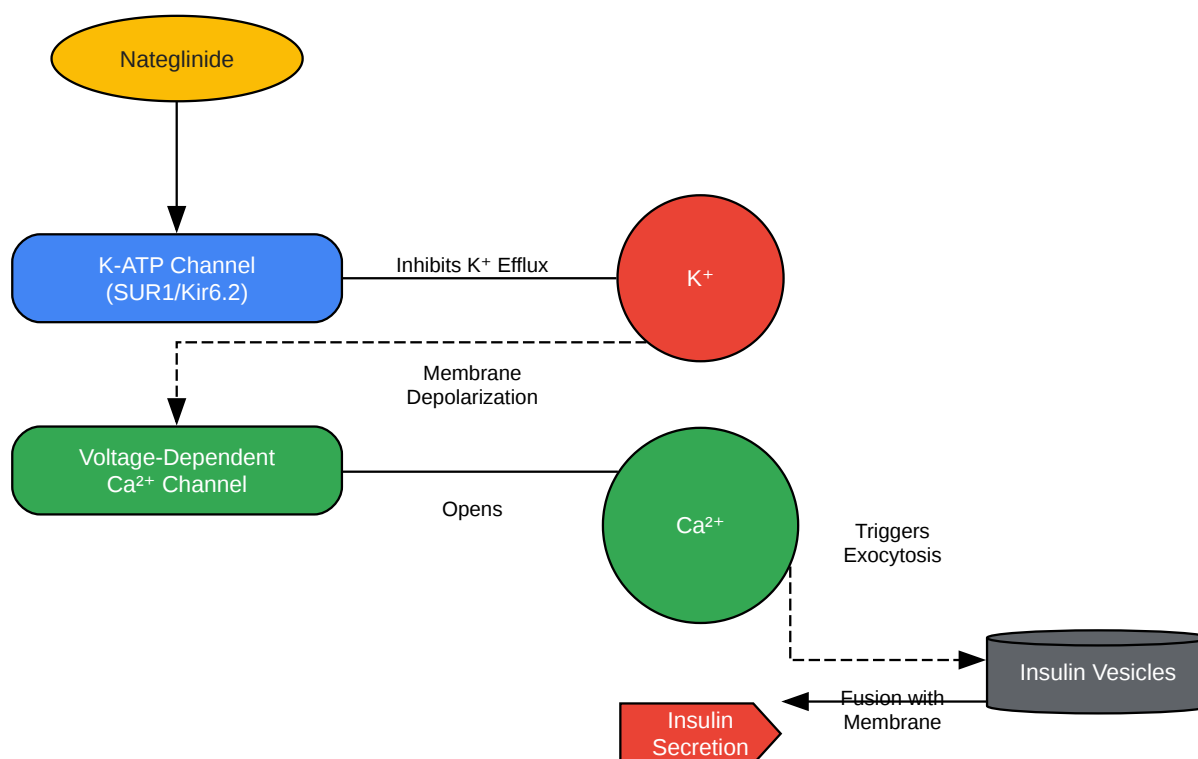 Nateglinide
K-ATP Channel
(SUR1/Kir6.2)
Inhibits K⁺ Efflux
K⁺
Membrane
Depolarization
Voltage-Dependent
Ca²⁺ Channel
Opens
Ca²⁺
Triggers
Exocytosis
Insulin Vesicles
Fusion with
Membrane
Insulin
Secretion